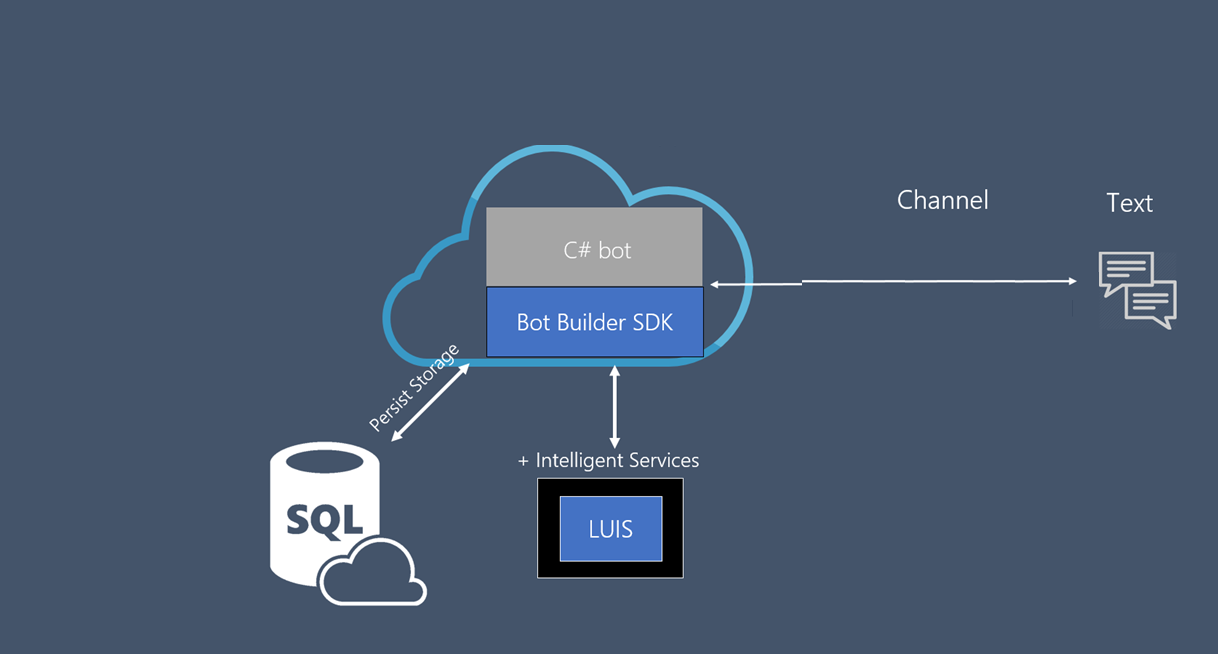 Channel
Text
C# bot
Bot Builder SDK
Persist Storage
+ Intelligent Services
SQL
LUIS